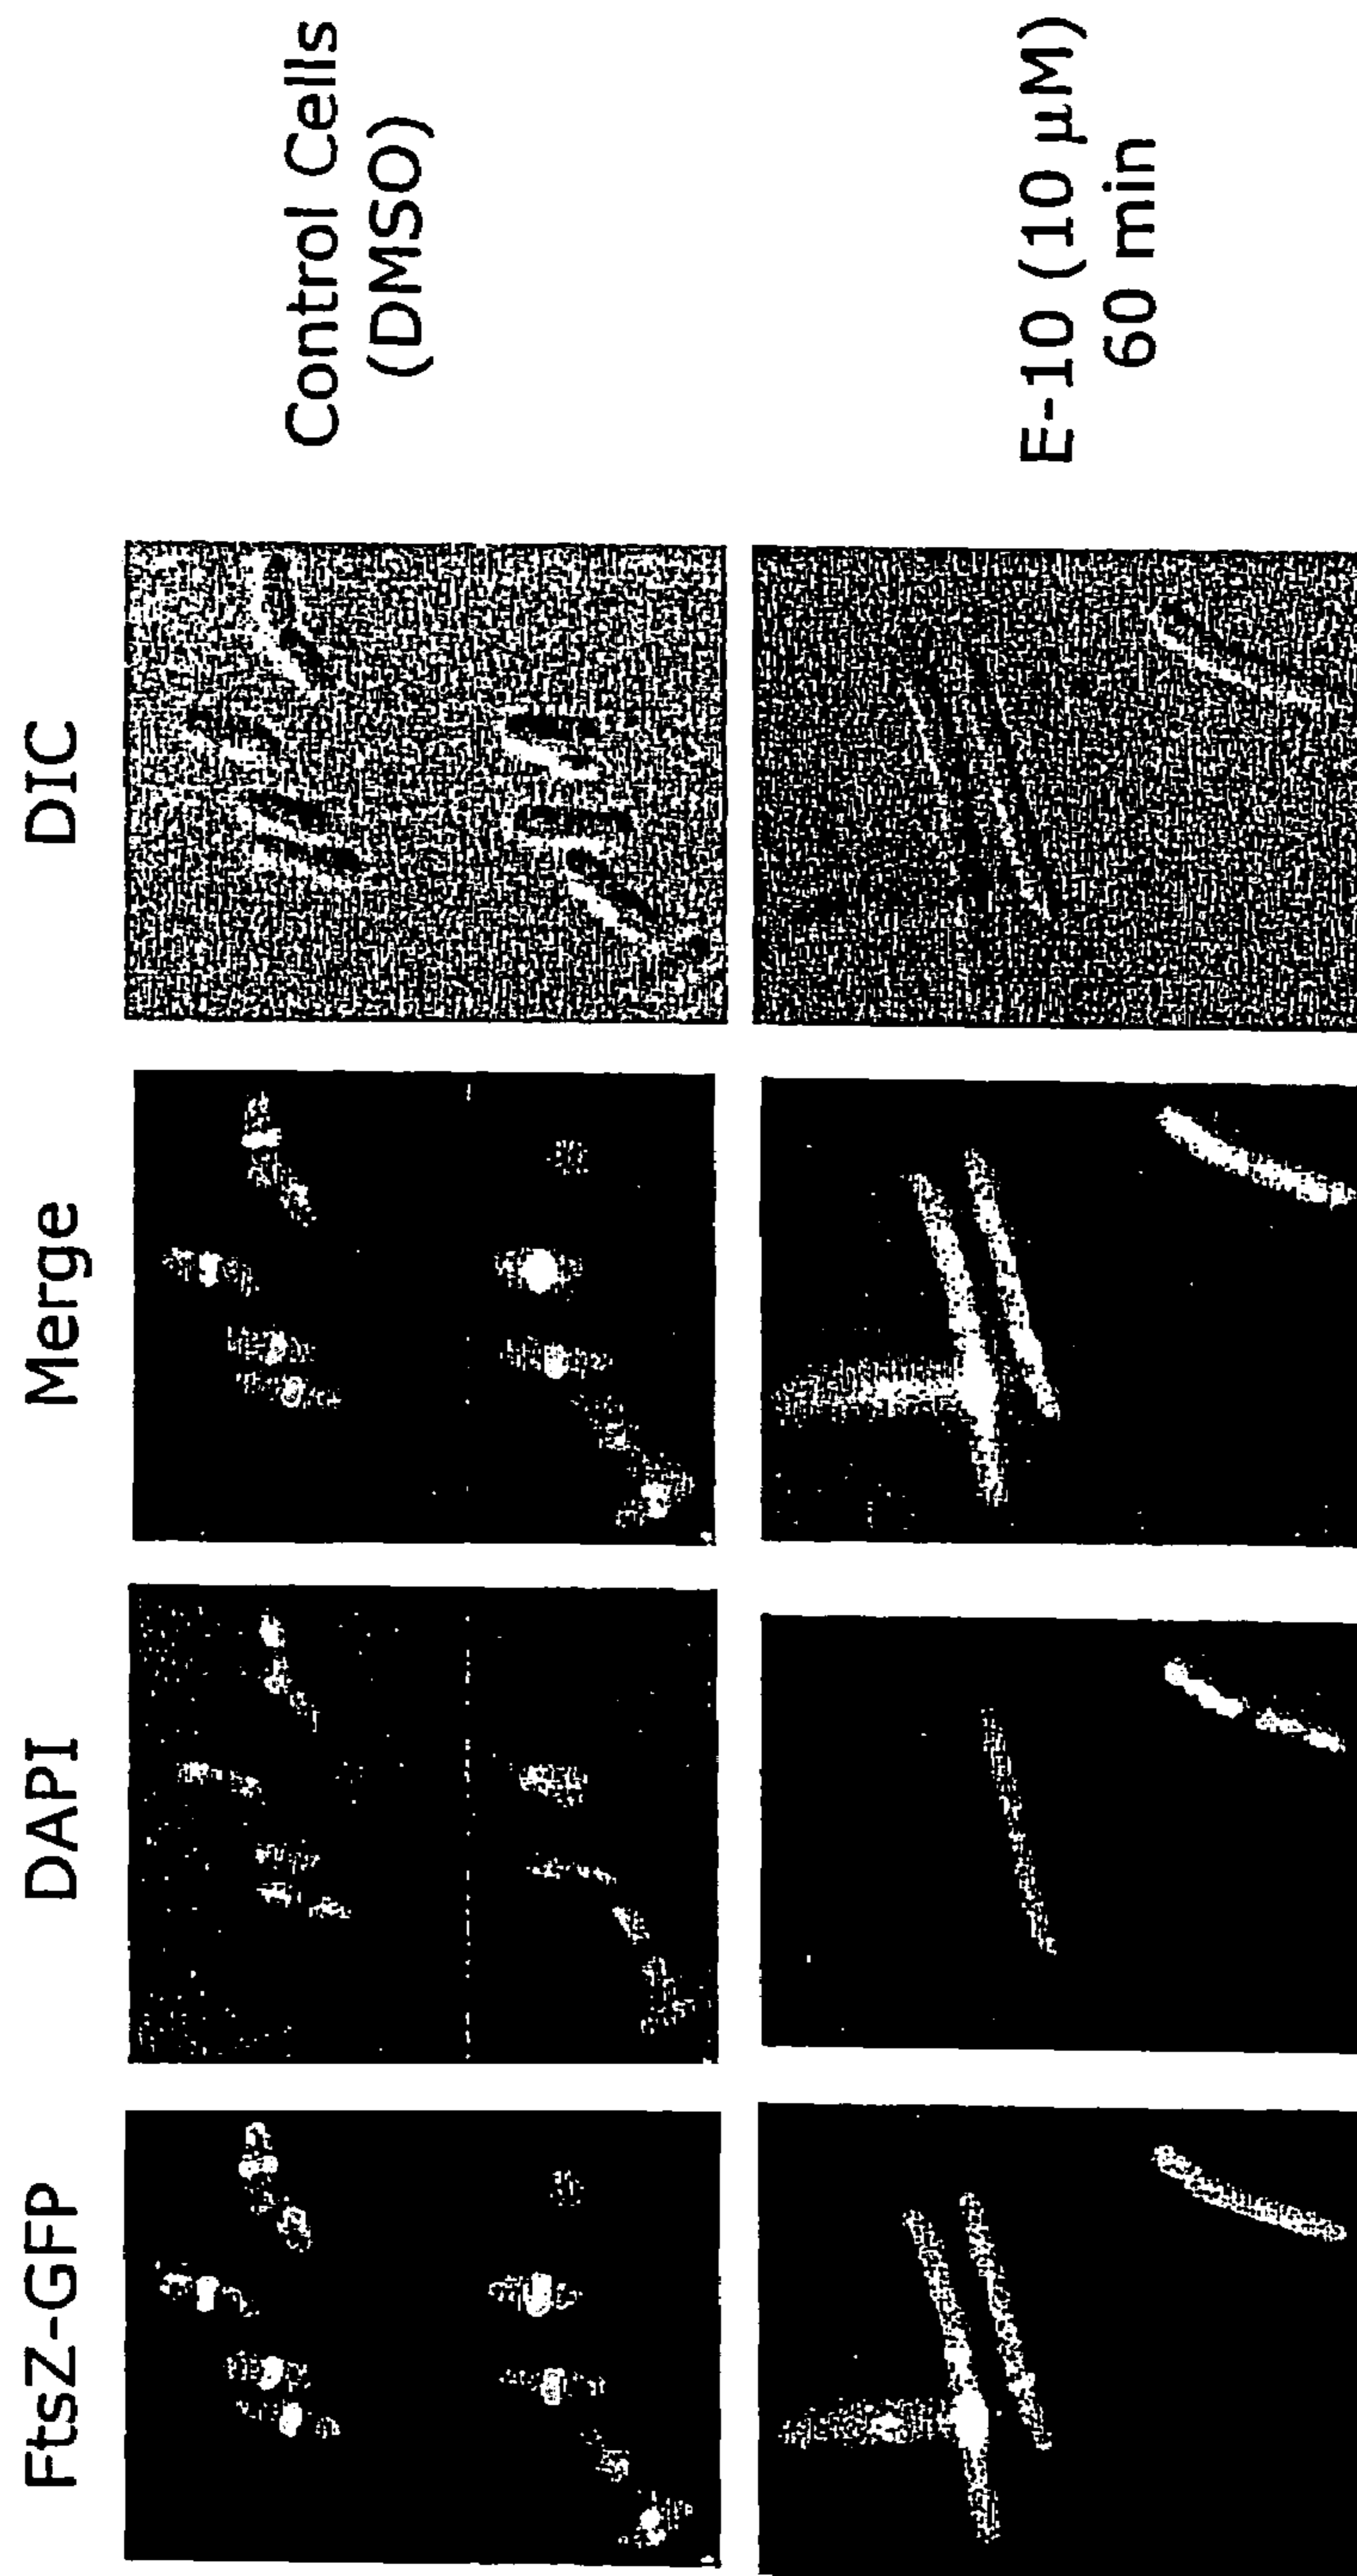 FtsZ-GFP
DAPI
Merge
DIC
Control Cells
(DMSO)
E-10 (10 μM)
60 min